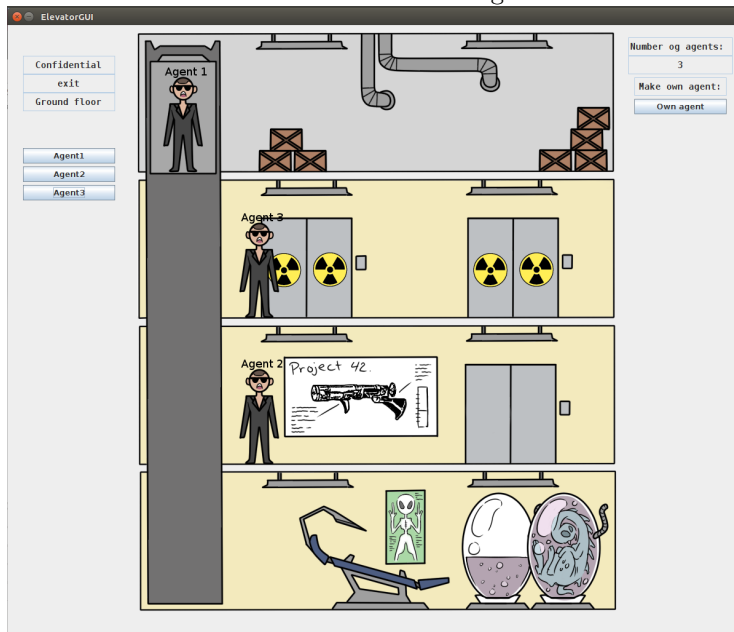 ElevatorGUI
Confidential
exit
Ground floor
Agent1
Agent2
Agent3
Number og agents:
3
Make own agent:
Own agent
Agent 1
Agent 3
Agent 2
Project 42.